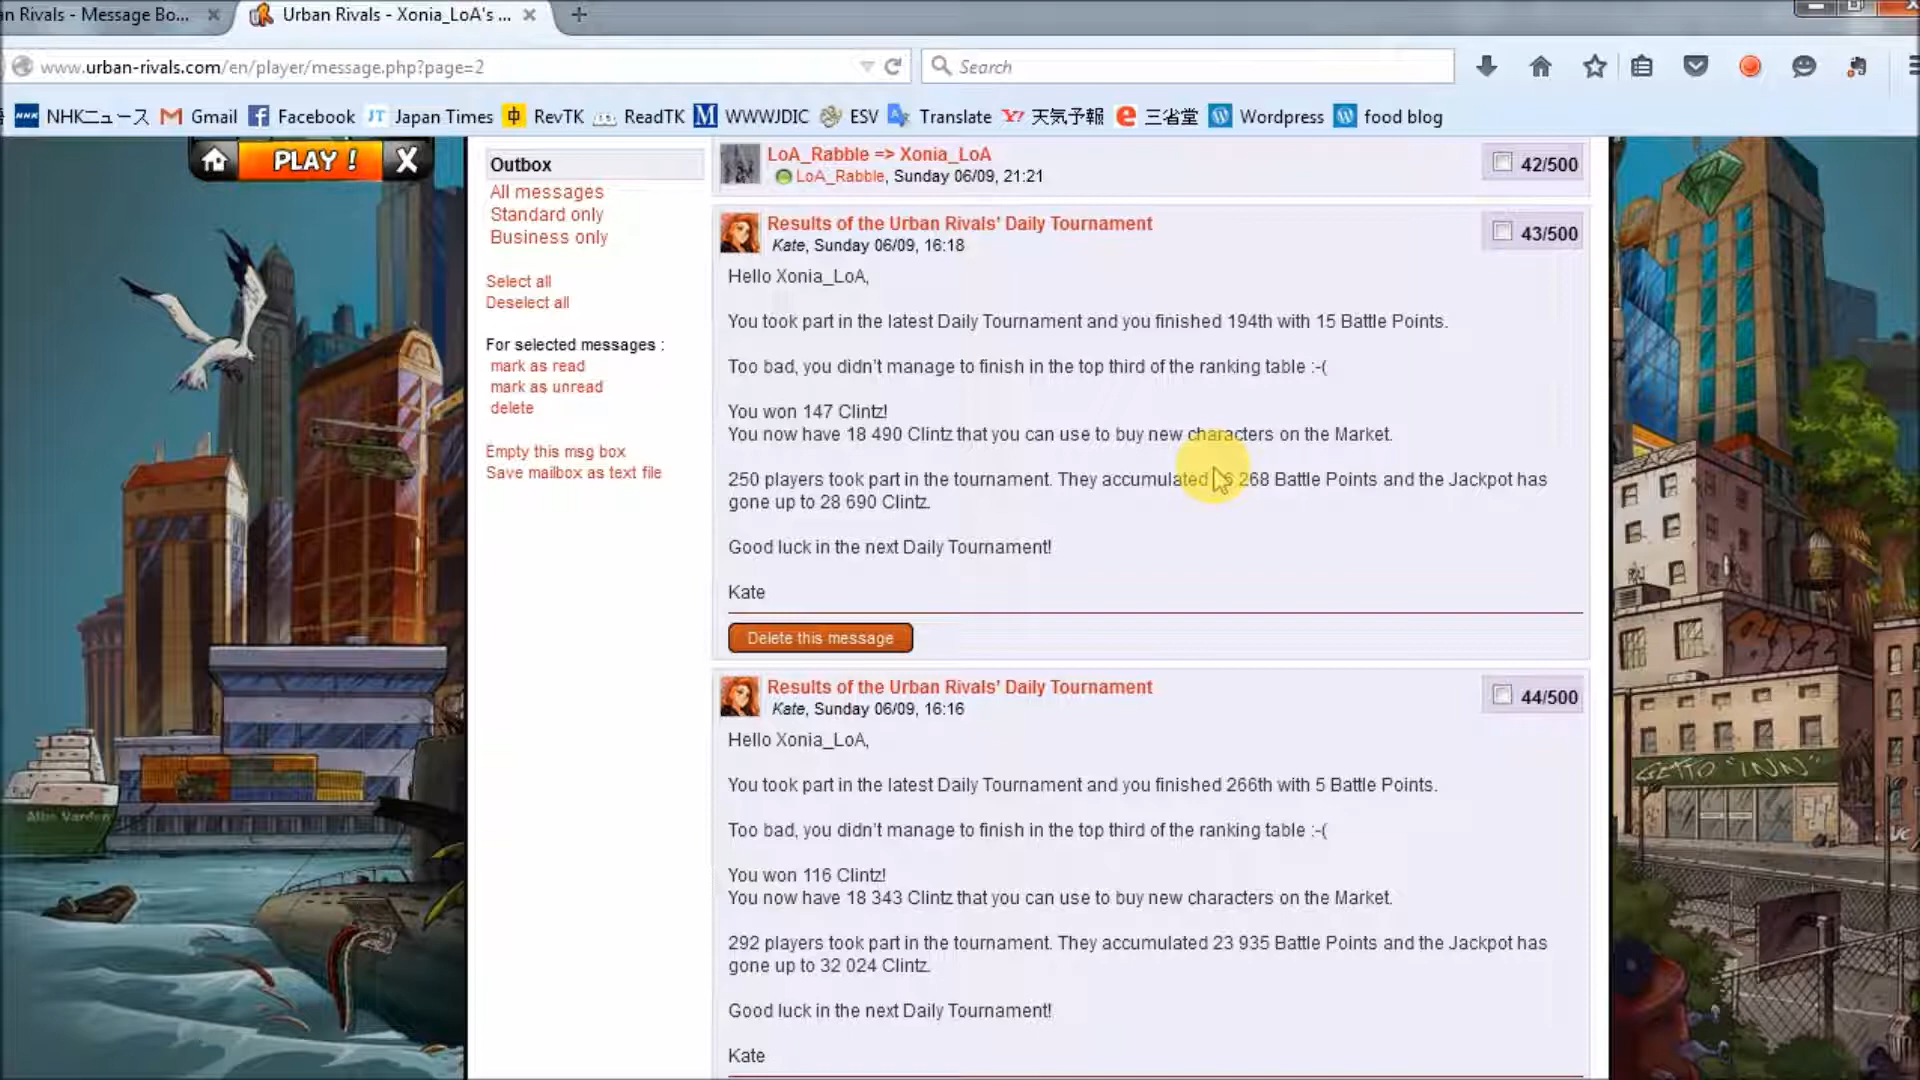 an Rivals - Message Bo...
Urban Rivals - Xonia_LoA's ...
www.urban-rivals.com/en/player/message.php?page=2
Search
NHKニュース
Gmail
Facebook
JT Japan Times
中 RevTK
ReadTK
M WWWJDIC
ESV
Translate
Y! 天気予報
e 三省堂
Wordpress
food blog
PLAY !
X
Outbox
All messages
Standard only
Business only
Select all
Deselect all
For selected messages :
mark as read
mark as unread
delete
Empty this msg box
Save mailbox as text file
LoA_Rabble => Xonia_LoA
LoA_Rabble, Sunday 06/09, 21:21
42/500
Results of the Urban Rivals' Daily Tournament
Kate, Sunday 06/09, 16:18
43/500
Hello Xonia_LoA,
You took part in the latest Daily Tournament and you finished 194th with 15 Battle Points.
Too bad, you didn't manage to finish in the top third of the ranking table :-(
You won 147 Clintz!
You now have 18 490 Clintz that you can use to buy new characters on the Market.
250 players took part in the tournament. They accumulated 268 Battle Points and the Jackpot has
gone up to 28 690 Clintz.
Good luck in the next Daily Tournament!
Kate
Delete this message
Results of the Urban Rivals' Daily Tournament
Kate, Sunday 06/09, 16:16
44/500
Hello Xonia_LoA,
You took part in the latest Daily Tournament and you finished 266th with 5 Battle Points.
Too bad, you didn't manage to finish in the top third of the ranking table :-(
You won 116 Clintz!
You now have 18 343 Clintz that you can use to buy new characters on the Market.
292 players took part in the tournament. They accumulated 23 935 Battle Points and the Jackpot has
gone up to 32 024 Clintz.
Good luck in the next Daily Tournament!
Kate
GETTO "INN"